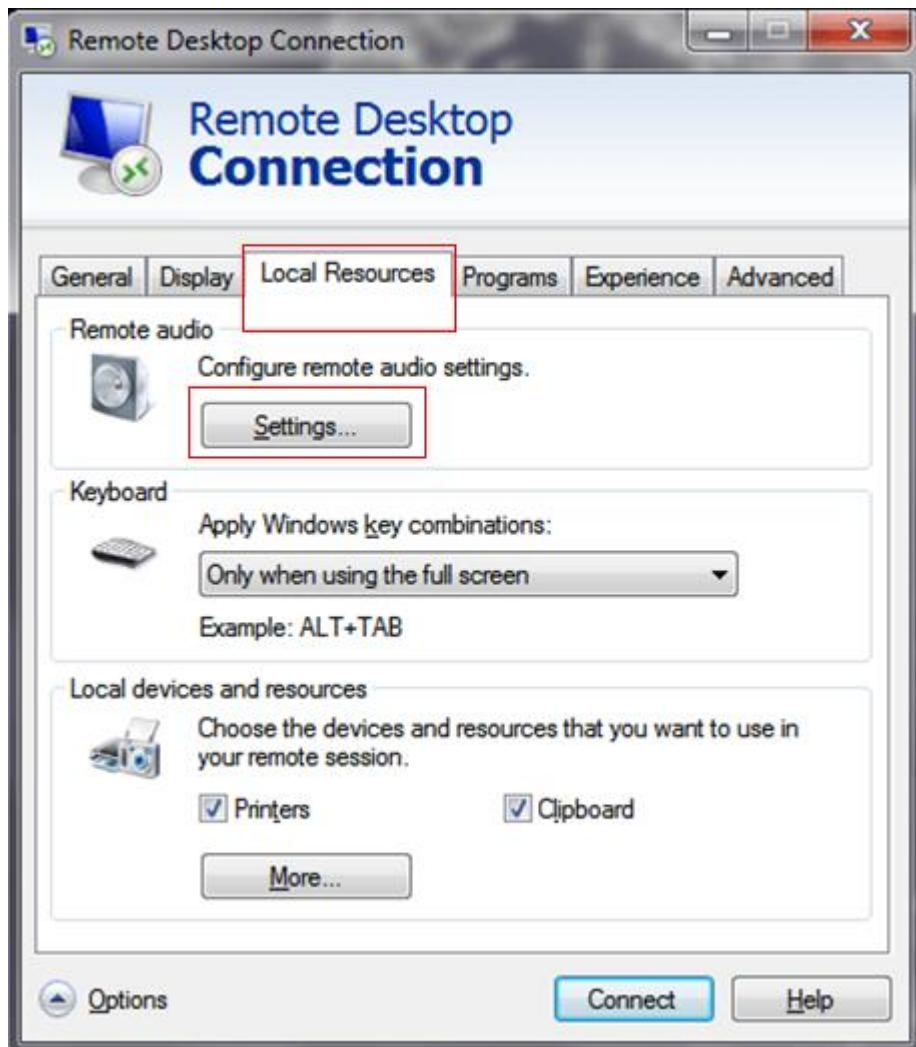 Remote Desktop Connection
Remote Desktop
Connection
General Display Local Resources Programs Experience Advanced
Remote audio
Configure remote audio settings.
Settings...
Keyboard
Apply Windows key combinations:
Only when using the full screen
Example: ALT+TAB
Local devices and resources
Choose the devices and resources that you want to use in
your remote session.
Printers Clipboard
More...
Options Connect Help